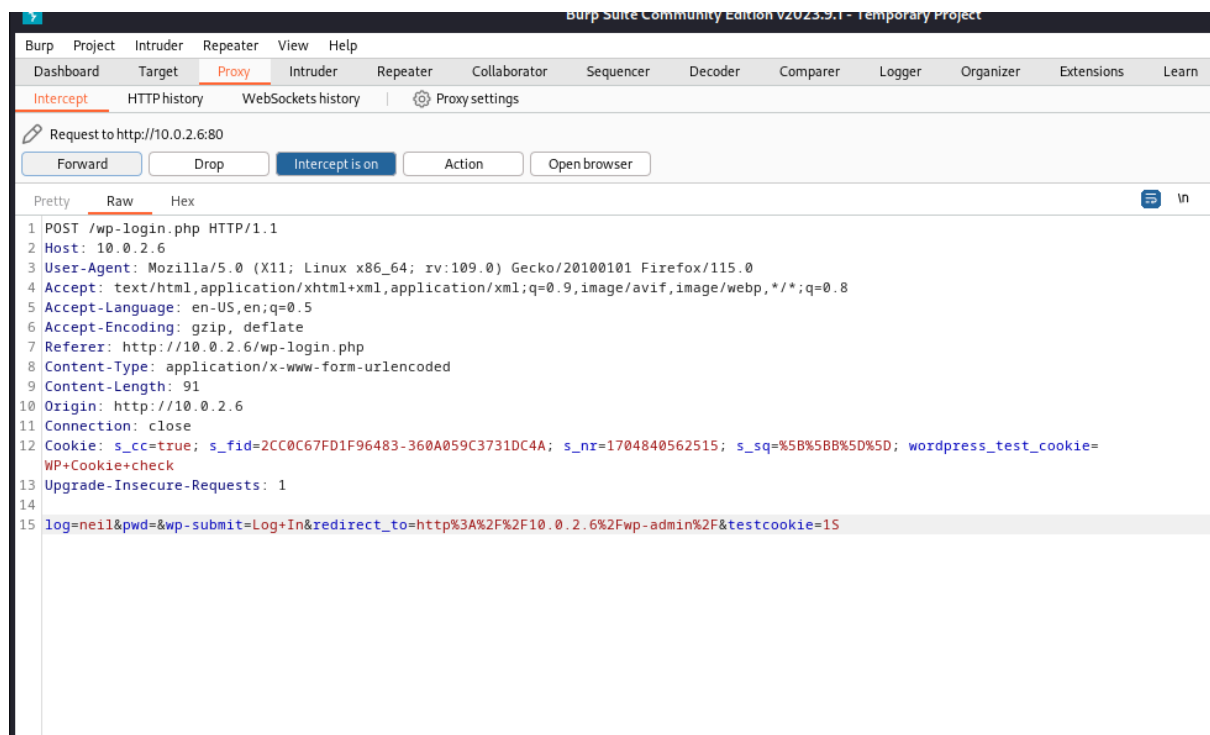 Burp Suite Community Edition v2023.9.1 - Temporary Project
Burp Project Intruder Repeater View Help
Dashboard Target Proxy Intruder Repeater Collaborator Sequencer Decoder Comparer Logger Organizer Extensions Learn
Intercept HTTP history WebSockets history Proxy settings
Request to http://10.0.2.6:80
Forward Drop Intercept is on Action Open browser
Pretty Raw Hex \n
1 POST /wp-login.php HTTP/1.1
2 Host: 10.0.2.6
3 User-Agent: Mozilla/5.0 (X11; Linux x86_64; rv:109.0) Gecko/20100101 Firefox/115.0
4 Accept: text/html,application/xhtml+xml,application/xml;q=0.9,image/avif,image/webp,*/*;q=0.8
5 Accept-Language: en-US,en;q=0.5
6 Accept-Encoding: gzip, deflate
7 Referer: http://10.0.2.6/wp-login.php
8 Content-Type: application/x-www-form-urlencoded
9 Content-Length: 91
10 Origin: http://10.0.2.6
11 Connection: close
12 Cookie: s_cc=true; s_fid=2CC0C67FD1F96483-360A059C3731DC4A; s_nr=1704840562515; s_sq=%5B%5BB%5D%5D; wordpress_test_cookie=
WP+Cookie+check
13 Upgrade-Insecure-Requests: 1
14
15 log=neil&pwd=&wp-submit=Log+In&redirect_to=http%3A%2F%2F10.0.2.6%2Fwp-admin%2F&testcookie=1S